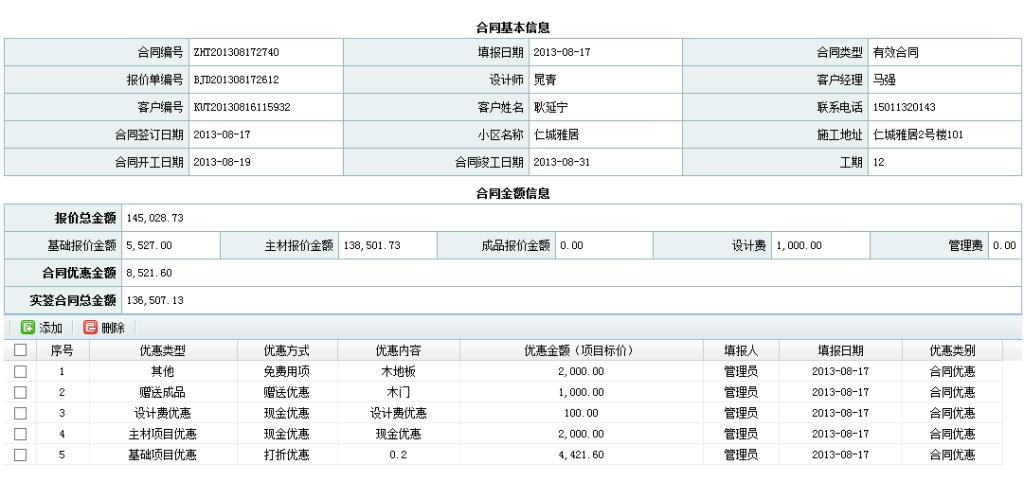 合同基本信息
合同编号 ZHT201308172740 填报日期 2013-08-17 合同类型 有效合同
报价单编号 BJD201308172612 设计师 晁青 客户经理 马强
客户编号 KUT20130816115932 客户姓名 耿延宁 联系电话 15011320143
合同签订日期 2013-08-17 小区名称 仁城雅居 施工地址 仁城雅居2号楼101
合同开工日期 2013-08-19 合同竣工日期 2013-08-31 工期 12
合同金额信息
报价总金额 145,028.73
基础报价金额 5,527.00 主材报价金额 138,501.73 成品报价金额 0.00 设计费 1,000.00 管理费 0.00
合同优惠金额 8,521.60
实签合同总金额 136,507.13
添加 删除
序号 优惠类型 优惠方式 优惠内容 优惠金额（项目标价） 填报人 填报日期 优惠类别
1 其他 免费用项 木地板 2,000.00 管理员 2013-08-17 合同优惠
2 赠送成品 赠送优惠 木门 1,000.00 管理员 2013-08-17 合同优惠
3 设计费优惠 现金优惠 设计费优惠 100.00 管理员 2013-08-17 合同优惠
4 主材项目优惠 现金优惠 现金优惠 2,000.00 管理员 2013-08-17 合同优惠
5 基础项目优惠 打折优惠 0.2 4,421.60 管理员 2013-08-17 合同优惠